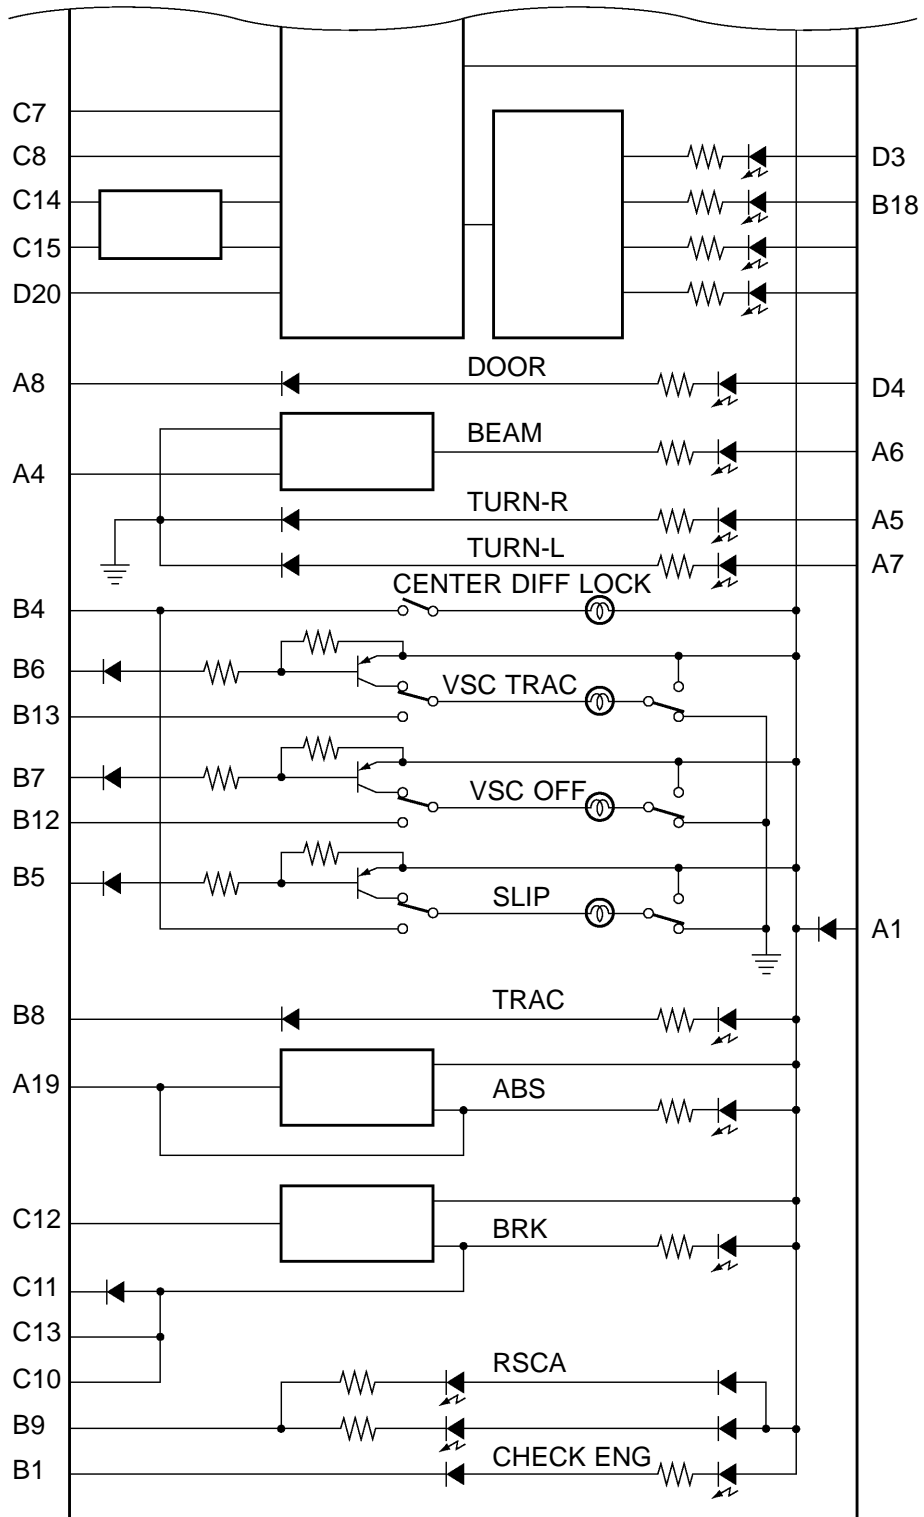 C7
C8
D3
C14
B18
C15
D20
DOOR
A8
D4
BEAM
A6
A4
TURN-R
A5
TURN-L
A7
CENTER DIFF LOCK
B4
B6
VSC TRAC
B13
B7
VSC OFF
B12
B5
SLIP
A1
TRAC
B8
A19
ABS
C12
BRK
C11
C13
RSCA
C10
B9
CHECK ENG
B1